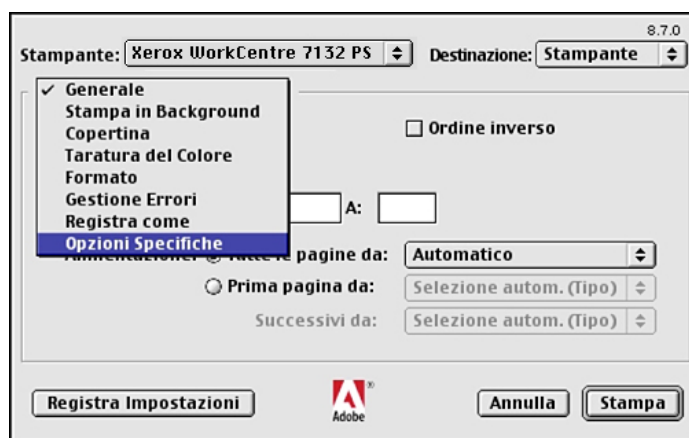 8.7.0
Stampante: Xerox WorkCentre 7132 PS Destinazione: Stampante
✓ Generale
Stampa in Background
Copertina
Ordine inverso
Taratura del Colore
Formato
Gestione Errori
Registra come
A:
Opzioni Specifiche
pagine da: Automatico
Prima pagina da: Selezione autom. (Tipo)
Successivi da: Selezione autom. (Tipo)
Registra Impostazioni
Adobe
Annulla Stampa